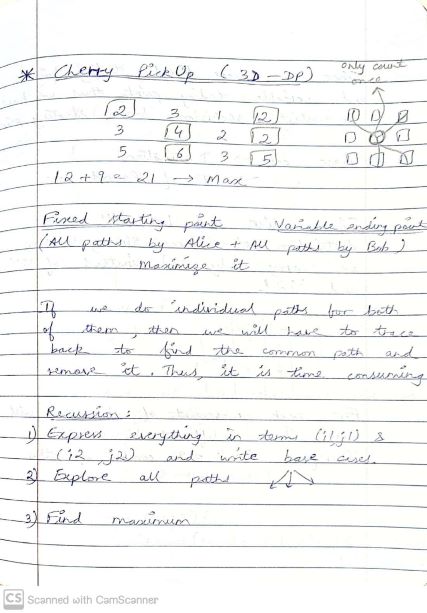 * Cherry PickUp (3D-DP)
only count
once
2 3 1 2
3 4 2 2
5 6 3 5
12 + 9 = 21 → Max
Fixed starting point Variable ending point
(All paths by Alice + All paths by Bob)
maximize it
If we do individual paths for both
of them, then we will have to trace
back to find the common path and
remove it. Thus, it is time consuming
Recursion:
1) Express everything in terms (i1 j1) &
(i2 j2) and write base cases.
2) Explore all paths
3) Find maximum
CS Scanned with CamScanner